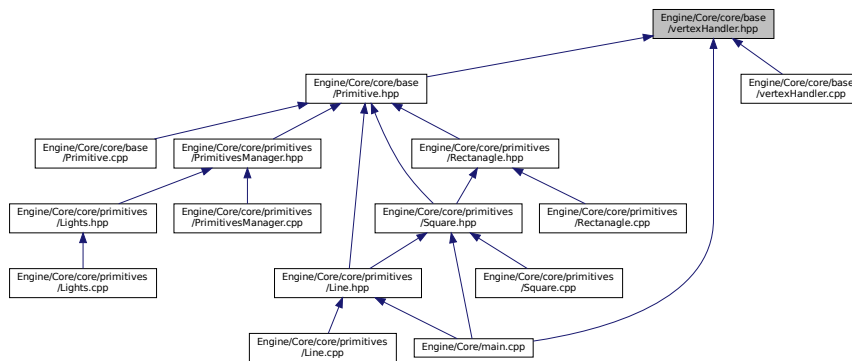 Engine/Core/core/base
/vertexHandler.hpp
Engine/Core/core/base
/Primitive.hpp
Engine/Core/core/base
/vertexHandler.cpp
Engine/Core/core/base
/Primitive.cpp
Engine/Core/core/primitives
/PrimitivesManager.hpp
Engine/Core/core/primitives
/Rectanagle.hpp
Engine/Core/core/primitives
/Lights.hpp
Engine/Core/core/primitives
/PrimitivesManager.cpp
Engine/Core/core/primitives
/Square.hpp
Engine/Core/core/primitives
/Rectanagle.cpp
Engine/Core/core/primitives
/Lights.cpp
Engine/Core/core/primitives
/Line.hpp
Engine/Core/core/primitives
/Square.cpp
Engine/Core/core/primitives
/Line.cpp
Engine/Core/main.cpp